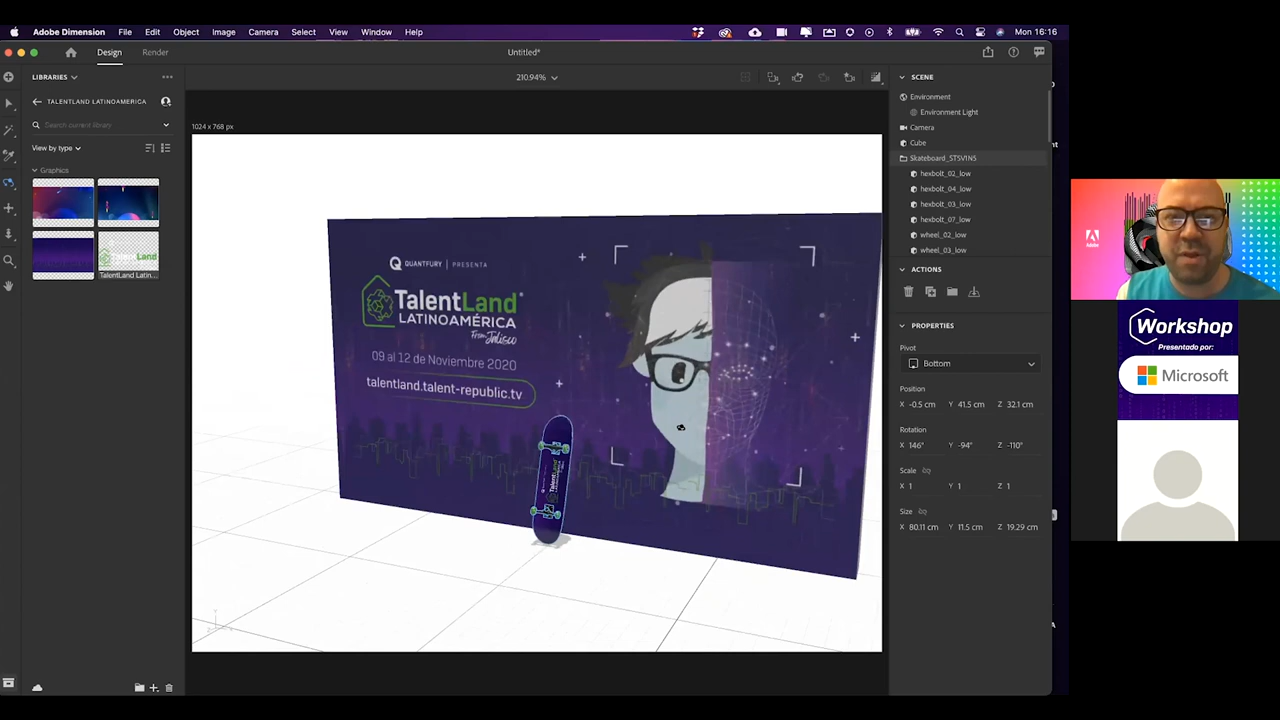 Adobe Dimension File Edit Object Image Camera Select View Window Help Mon 16:16
Design Render Untitled*
LIBRARIES
210.94%
SCENE
TALENTLAND LATINOAMERICA
Search current library
View by type
Graphics
TalentLand Latin...
1024 x 768 px
QUANTFURY | PRESENTA
TalentLand®
LATINOAMÉRICA
From Jalisco
09 al 12 de Noviembre 2020
talentland.talent-republic.tv
Environment
Environment Light
Camera
Cube
Skateboard_STSV1N5
hexbolt_02_low
hexbolt_04_low
hexbolt_03_low
hexbolt_07_low
wheel_02_low
wheel_03_low
ACTIONS
PROPERTIES
Pivot
Bottom
Position
X -0.5 cm Y 41.5 cm Z 32.1 cm
Rotation
X 146° Y -94° Z -110°
Scale
X 1 Y 1 Z 1
Size
X 80.11 cm Y 11.5 cm Z 19.29 cm
Adobe
Workshop
Presentado por:
Microsoft